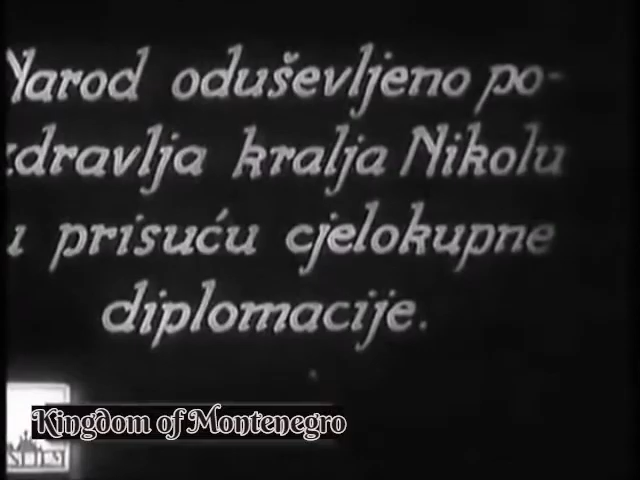 Narod oduševljeno po-
zdravlja kralja Nikolu
u prisuću cjelokupne
diplomacije.
Kingdom of Montenegro